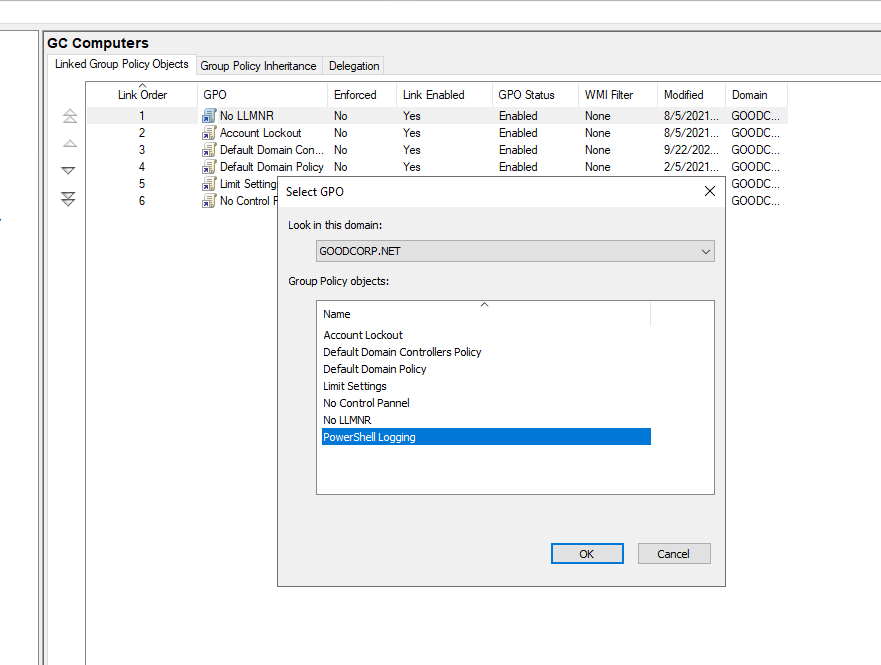 GC Computers
Linked Group Policy Objects Group Policy Inheritance Delegation
Link Order GPO Enforced Link Enabled GPO Status WMI Filter Modified Domain
1 No LLMNR No Yes Enabled None 8/5/2021... GOODC...
2 Account Lockout No Yes Enabled None 8/5/2021... GOODC...
3 Default Domain Con... No Yes Enabled None 9/22/202... GOODC...
4 Default Domain Policy No Yes Enabled None 2/5/2021... GOODC...
5 Limit Setting GOODC...
6 No Control GOODC...
Select GPO
Look in this domain:
GOODCORP.NET
Group Policy objects:
Name
Account Lockout
Default Domain Controllers Policy
Default Domain Policy
Limit Settings
No Control Pannel
No LLMNR
PowerShell Logging
OK Cancel